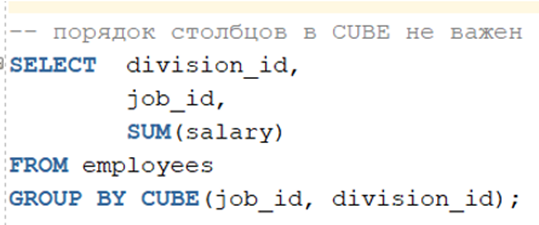 -- порядок столбцов в CUBE не важен
SELECT division_id,
job_id,
SUM(salary)
FROM employees
GROUP BY CUBE(job_id, division_id);